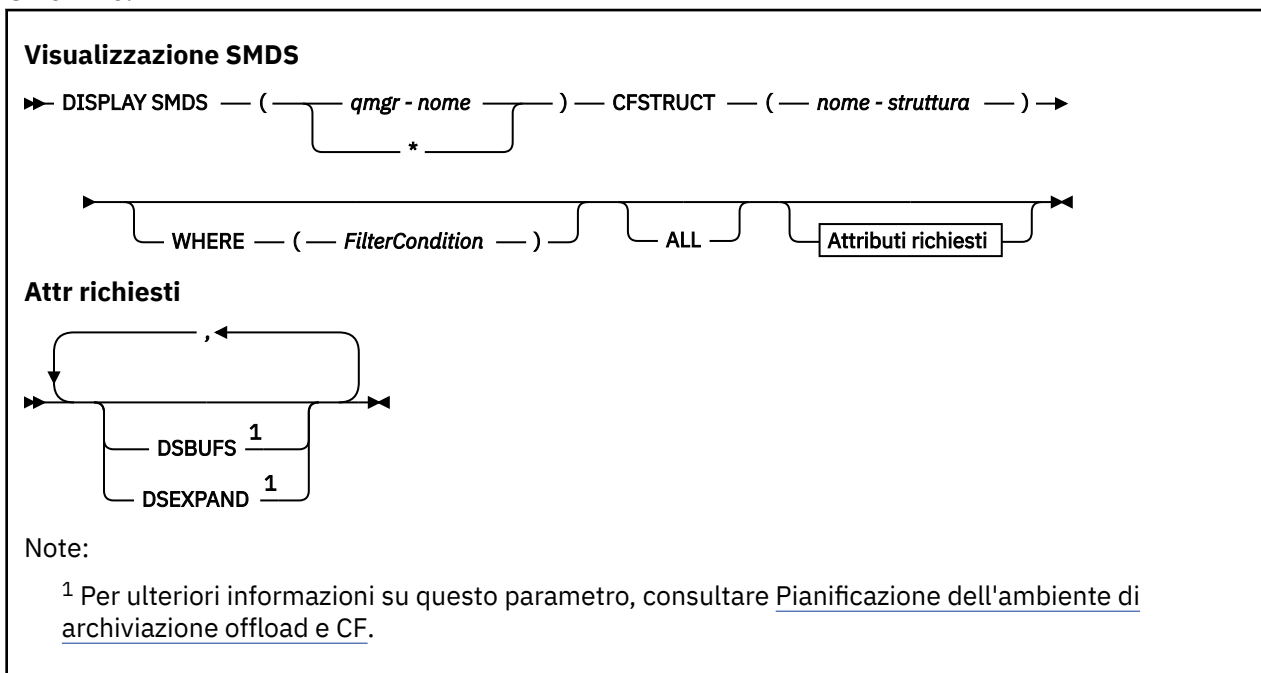 Visualizzazione SMDS
DISPLAY SMDS ( qmgr - nome ) CFSTRUCT ( nome - struttura )
*
WHERE ( FilterCondition ) ALL Attributi richiesti
Attr richiesti
,
DSBUFS 1
DSEXPAND 1
Note:
1 Per ulteriori informazioni su questo parametro, consultare Pianificazione dell'ambiente di
archiviazione offload e CF.